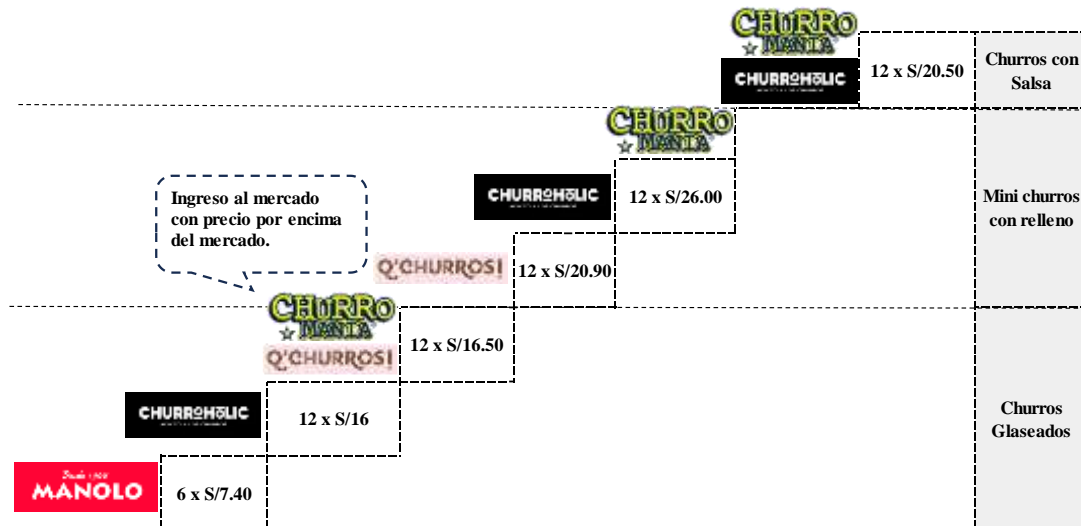 CHURRO
MANIA
CHURROHOLIC
12 x S/20.50
Churros con
Salsa
CHURRO
MANIA
CHURROHOLIC
12 x S/26.00
Mini churros
con relleno
Ingreso al mercado
con precio por encima
del mercado.
Q'CHURROS!
12 x S/20.90
CHURRO
MANIA
Q'CHURROS!
12 x S/16.50
CHURROHOLIC
12 x S/16
Churros
Glaseados
MANOLO
6 x S/7.40